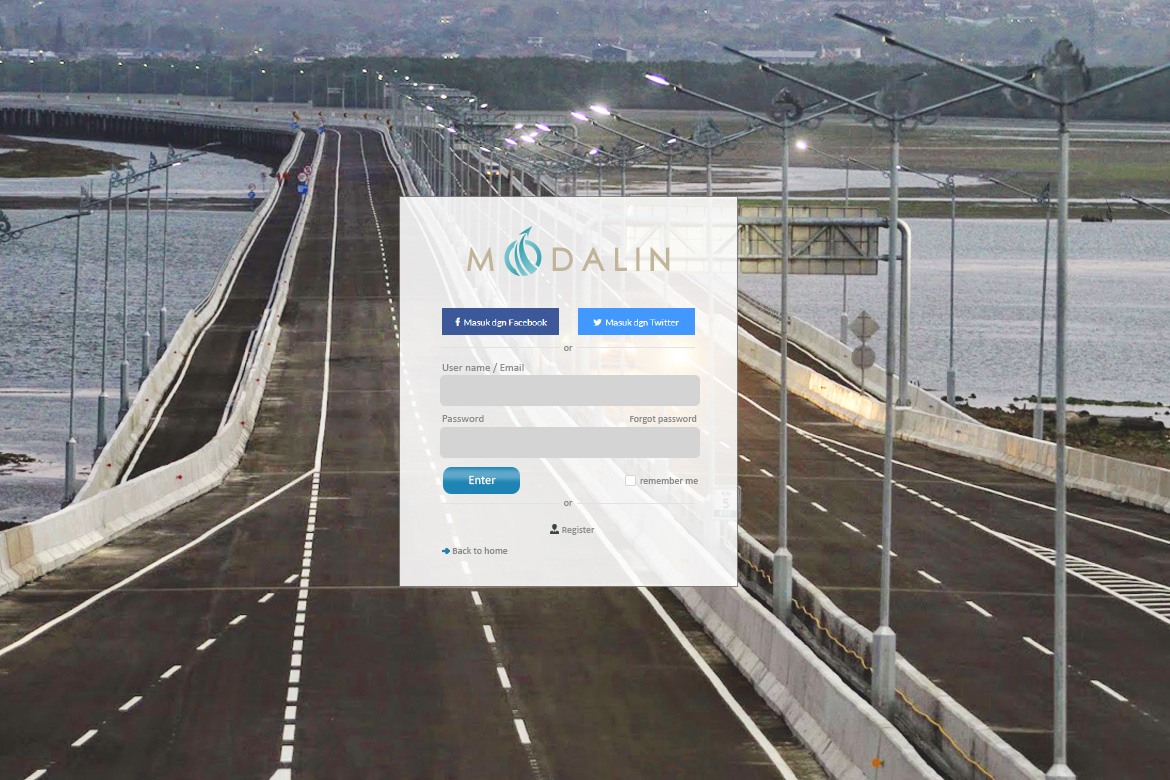 MODALIN
Masuk dgn Facebook
Masuk dgn Twitter
or
User name / Email
Password
Forgot password
Enter
remember me
or
Register
Back to home